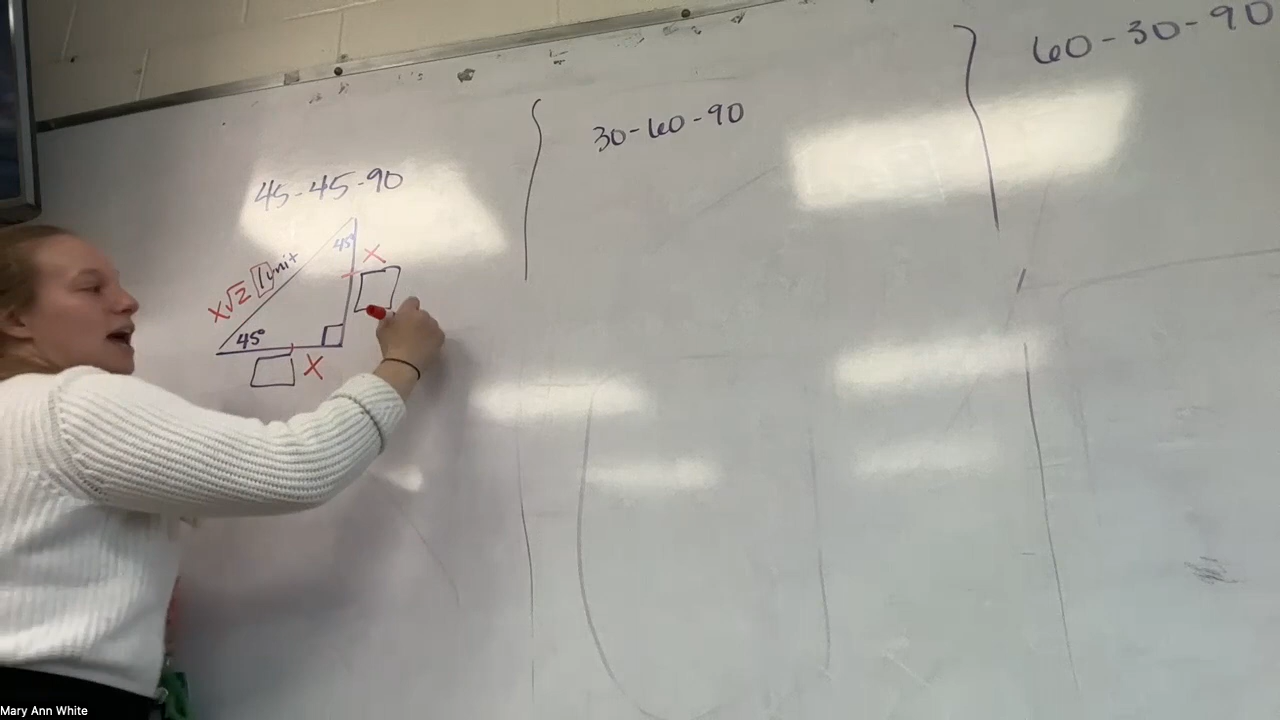 60-30-90
30-60-90
45-45-90
45°
x
x√2
1 unit
45°
x
Mary Ann White